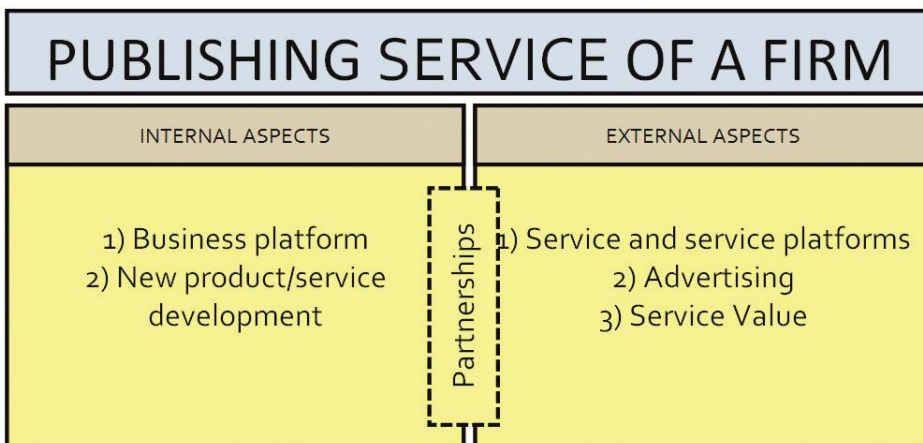 PUBLISHING SERVICE OF A FIRM
INTERNAL ASPECTS
EXTERNAL ASPECTS
1) Business platform
2) New product/service
development
Partnerships
1) Service and service platforms
2) Advertising
3) Service Value